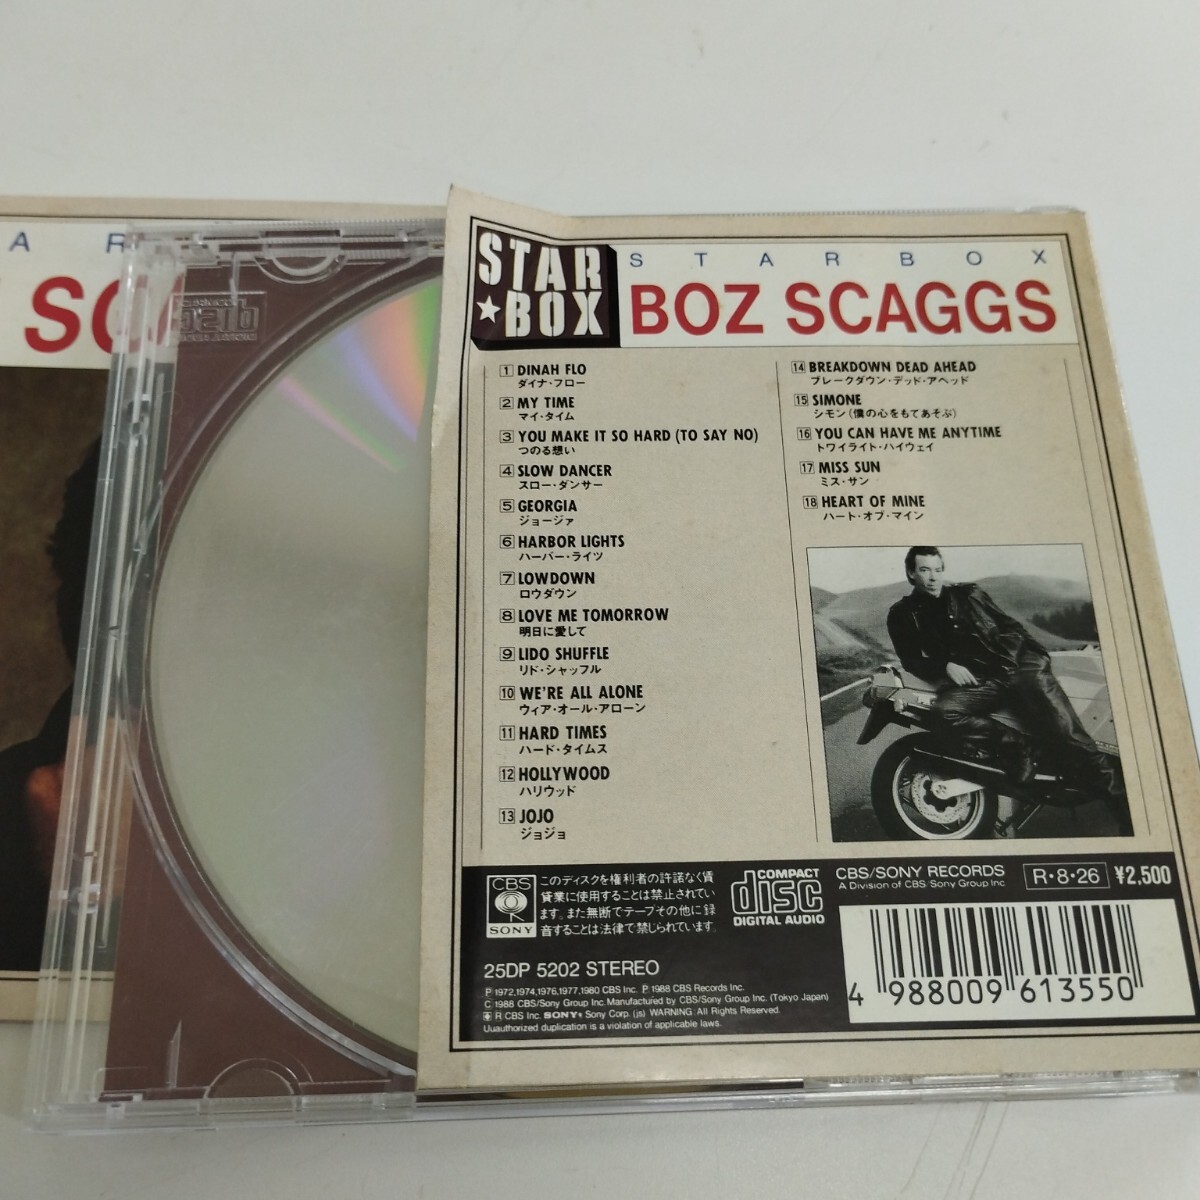 A R
SCA
STAR
★BOX
S T A R B O X
BOZ SCAGGS
1 DINAH FLO
ダイナ・フロー
2 MY TIME
マイ・タイム
3 YOU MAKE IT SO HARD (TO SAY NO)
つのる想い
4 SLOW DANCER
スロー・ダンサー
5 GEORGIA
ジョージァ
6 HARBOR LIGHTS
ハーバー・ライツ
7 LOWDOWN
ロウダウン
8 LOVE ME TOMORROW
明日に愛して
9 LIDO SHUFFLE
リド・シャッフル
10 WE'RE ALL ALONE
ウィア・オール・アローン
11 HARD TIMES
ハード・タイムス
12 HOLLYWOOD
ハリウッド
13 JOJO
ジョジョ
14 BREAKDOWN DEAD AHEAD
ブレークダウン・デッド・アヘッド
15 SIMONE
シモン(僕の心をもてあそぶ)
16 YOU CAN HAVE ME ANYTIME
トワイライト・ハイウェイ
17 MISS SUN
ミス・サン
18 HEART OF MINE
ハート・オブ・マイン
CBS
SONY
このディスクを権利者の許諾なく賃
貸業に使用することは禁止されてい
ます。また無断でテープその他に録
音することは法律で禁じられています。
COMPACT
disc
DIGITAL AUDIO
CBS/SONY RECORDS
A Division of CBS/Sony Group Inc.
R・8・26
¥2,500
25DP 5202 STEREO
Ⓟ 1972,1974,1976,1977,1980 CBS Inc. Ⓟ 1988 CBS Records Inc.
Ⓒ 1988 CBS/Sony Group Inc. Manufactured by CBS/Sony Group Inc. (Tokyo Japan)
® CBS Inc. SONY® Sony Corp. (js) WARNING: All Rights Reserved.
Uuauthorized duplication is a violation of applicable laws.
4 988009 613550